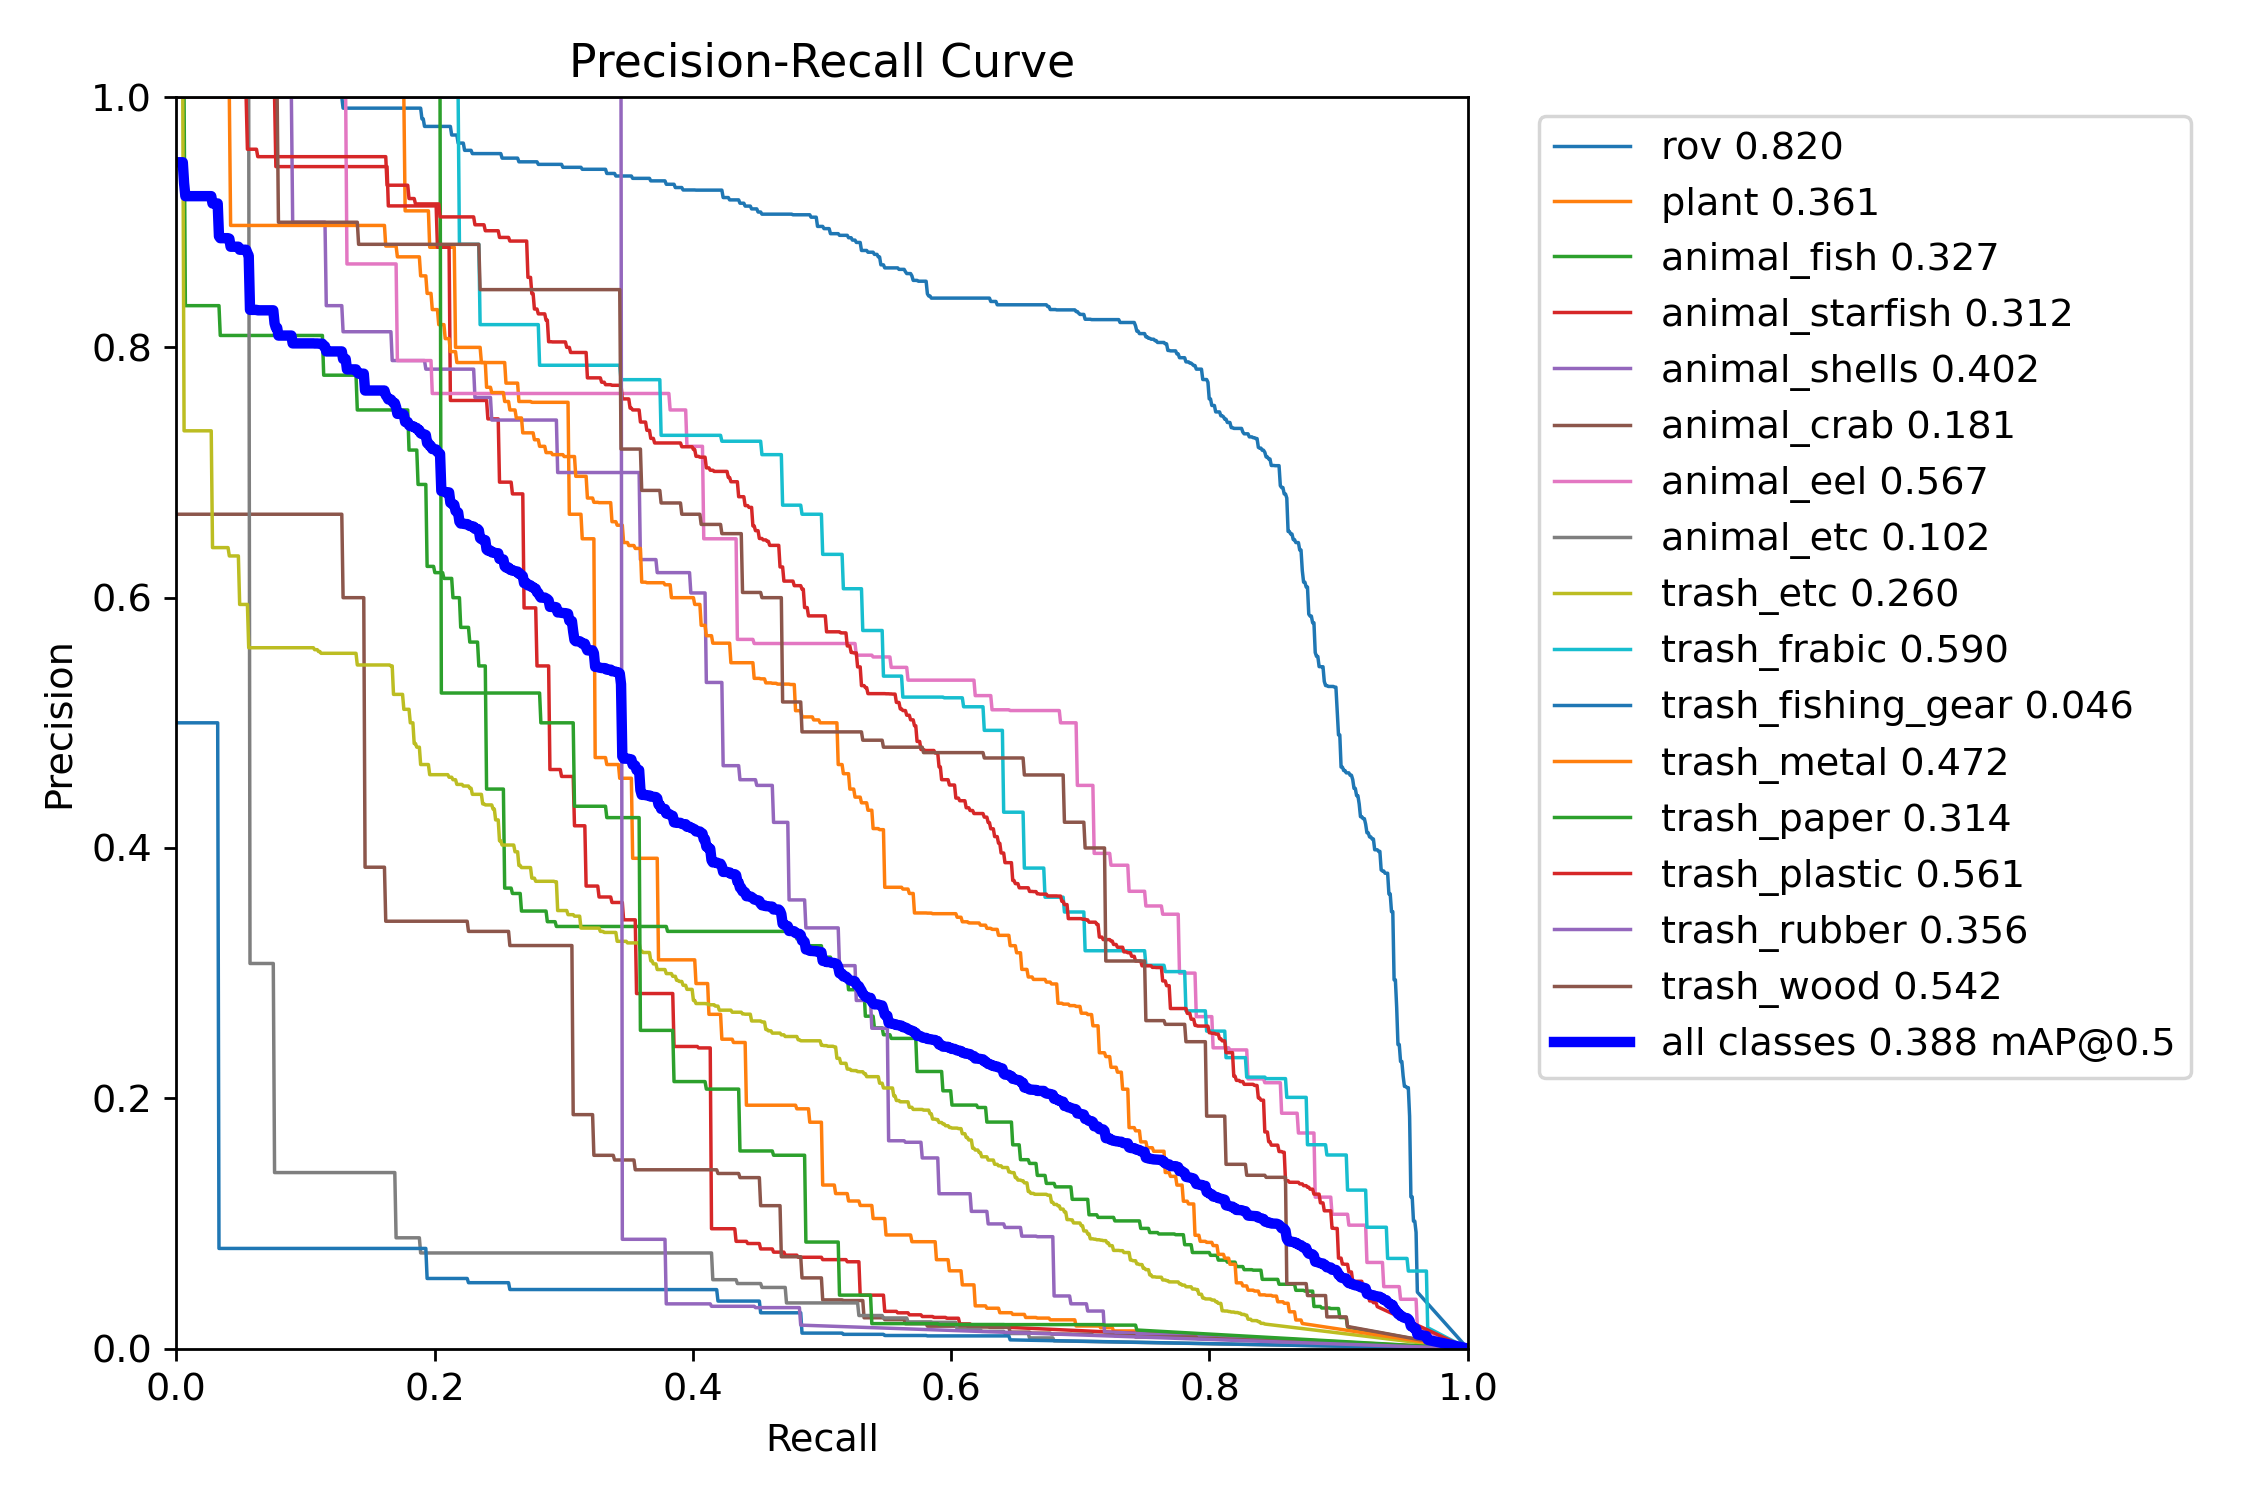 Precision-Recall Curve
1.0
0.8
0.6
0.4
0.2
0.0
Precision
0.0 0.2 0.4 0.6 0.8 1.0
Recall
rov 0.820
plant 0.361
animal_fish 0.327
animal_starfish 0.312
animal_shells 0.402
animal_crab 0.181
animal_eel 0.567
animal_etc 0.102
trash_etc 0.260
trash_frabic 0.590
trash_fishing_gear 0.046
trash_metal 0.472
trash_paper 0.314
trash_plastic 0.561
trash_rubber 0.356
trash_wood 0.542
all classes 0.388 mAP@0.5